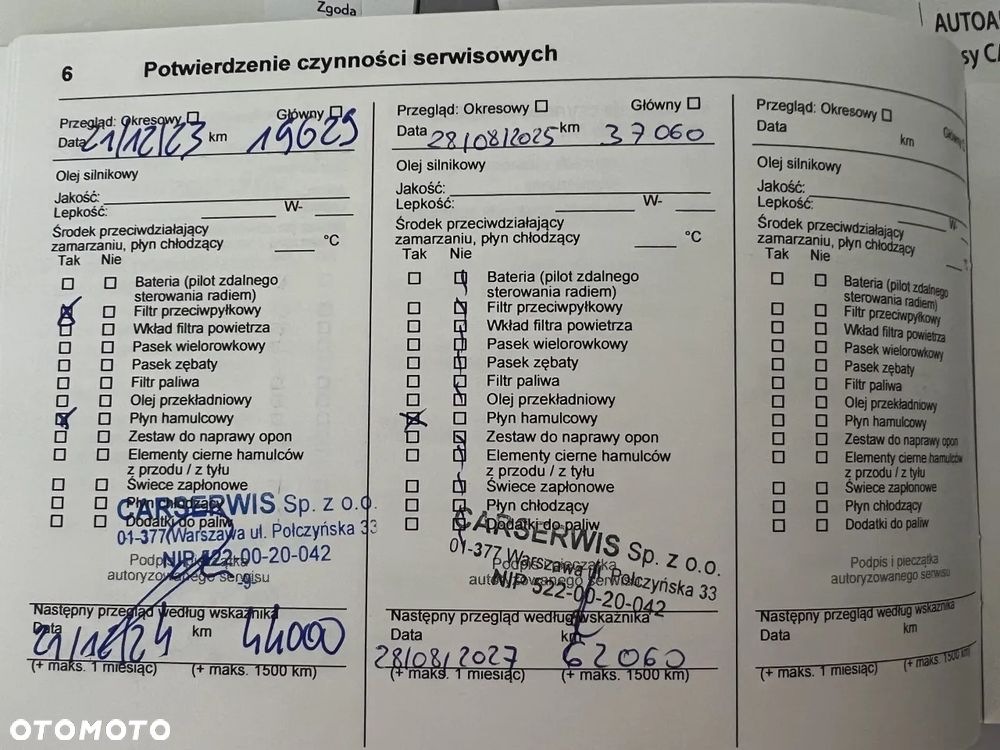 Zgoda
AUTOA
sy CA
6
Potwierdzenie czynności serwisowych
Przegląd: Okresowy
Główny
Data 21/12/23 km 19629
Olej silnikowy
Jakość:
Lepkość: W-
Środek przeciwdziałający
zamarzaniu, płyn chłodzący °C
Tak Nie
Bateria (pilot zdalnego
sterowania radiem)
Filtr przeciwpyłkowy
Wkład filtra powietrza
Pasek wielorowkowy
Pasek zębaty
Filtr paliwa
Olej przekładniowy
Płyn hamulcowy
Zestaw do naprawy opon
Elementy cierne hamulców
z przodu / z tyłu
Świece zapłonowe
Płyn chłodzący
Dodatki do paliw
CARSERWIS Sp. z o.o.
01-377 Warszawa ul. Połczyńska 33
NIP 522-00-20-042
-9-
Podpis i pieczątka
autoryzowanego serwisu
Następny przegląd według wskaźnika
Data 21/12/24 km 44000
(+ maks. 1 miesiąc) (+ maks. 1500 km)
Przegląd: Okresowy
Główny
Data 28/08/2025 km 37060
Olej silnikowy
Jakość:
Lepkość: W-
Środek przeciwdziałający
zamarzaniu, płyn chłodzący °C
Tak Nie
Bateria (pilot zdalnego
sterowania radiem)
Filtr przeciwpyłkowy
Wkład filtra powietrza
Pasek wielorowkowy
Pasek zębaty
Filtr paliwa
Olej przekładniowy
Płyn hamulcowy
Zestaw do naprawy opon
Elementy cierne hamulców
z przodu / z tyłu
Świece zapłonowe
Płyn chłodzący
Dodatki do paliw
CARSERWIS Sp. z o.o.
01-377 Warszawa ul. Połczyńska 33
NIP 522-00-20-042
Podpis i pieczątka
autoryzowanego serwisu
Następny przegląd według wskaźnika
Data km
28/08/2027 62060
(+ maks. 1 miesiąc) (+ maks. 1500 km)
Przegląd: Okresowy
Główny
Data km
Olej silnikowy
Jakość:
Lepkość: W-
Środek przeciwdziałający
zamarzaniu, płyn chłodzący
Tak Nie
Bateria (pilot zdalnego
sterowania radiem)
Filtr przeciwpyłkowy
Wkład filtra powietrza
Pasek wielorowkowy
Pasek zębaty
Filtr paliwa
Olej przekładniowy
Płyn hamulcowy
Zestaw do naprawy opon
Elementy cierne hamulców
z przodu / z tyłu
Świece zapłonowe
Płyn chłodzący
Dodatki do paliw
Podpis i pieczątka
autoryzowanego serwisu
Następny przegląd według wskaźnika
Data km
(+ maks. 1 miesiąc) (+ maks. 1500 km)
OTOMOTO